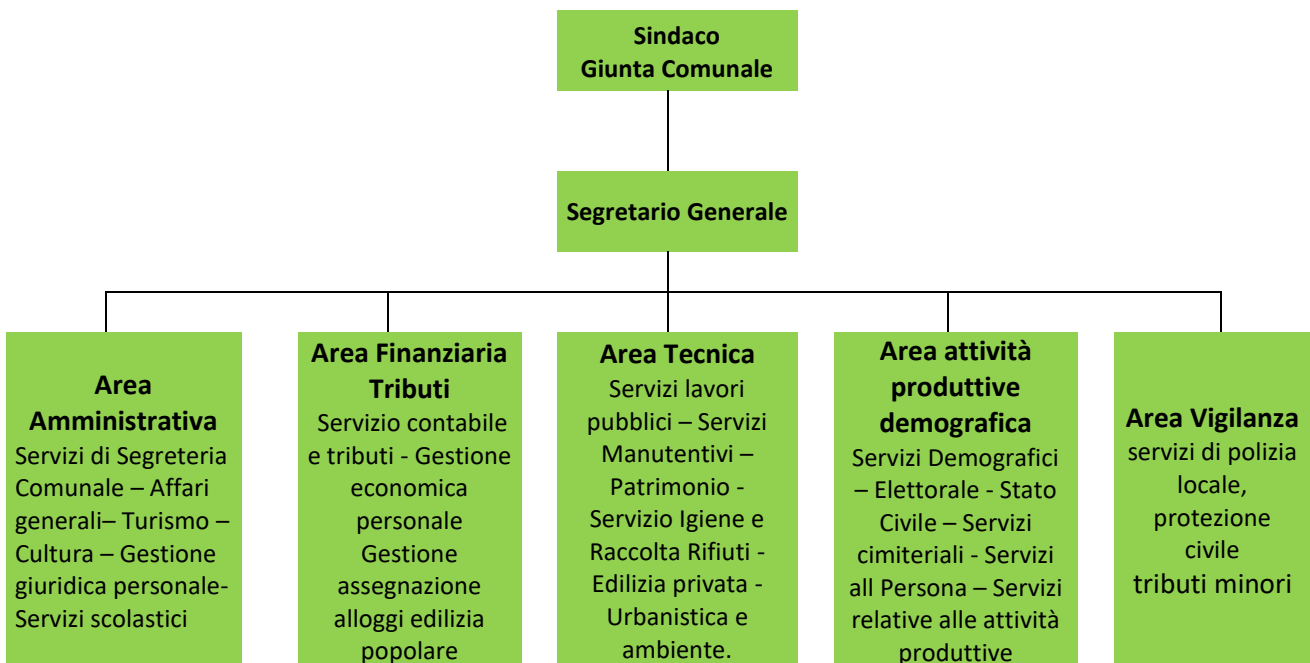 Sindaco
Giunta Comunale
Segretario Generale
Area
Amministrativa
Servizi di Segreteria
Comunale – Affari
generali– Turismo –
Cultura – Gestione
giuridica personale-
Servizi scolastici
Area Finanziaria
Tributi
Servizio contabile
e tributi - Gestione
economica
personale
Gestione
assegnazione
alloggi edilizia
popolare
Area Tecnica
Servizi lavori
pubblici – Servizi
Manutentivi –
Patrimonio -
Servizio Igiene e
Raccolta Rifiuti -
Edilizia privata -
Urbanistica e
ambiente.
Area attività
produttive
demografica
Servizi Demografici
– Elettorale - Stato
Civile – Servizi
cimiteriali - Servizi
all Persona – Servizi
relative alle attività
produttive
Area Vigilanza
servizi di polizia
locale,
protezione
civile
tributi minori